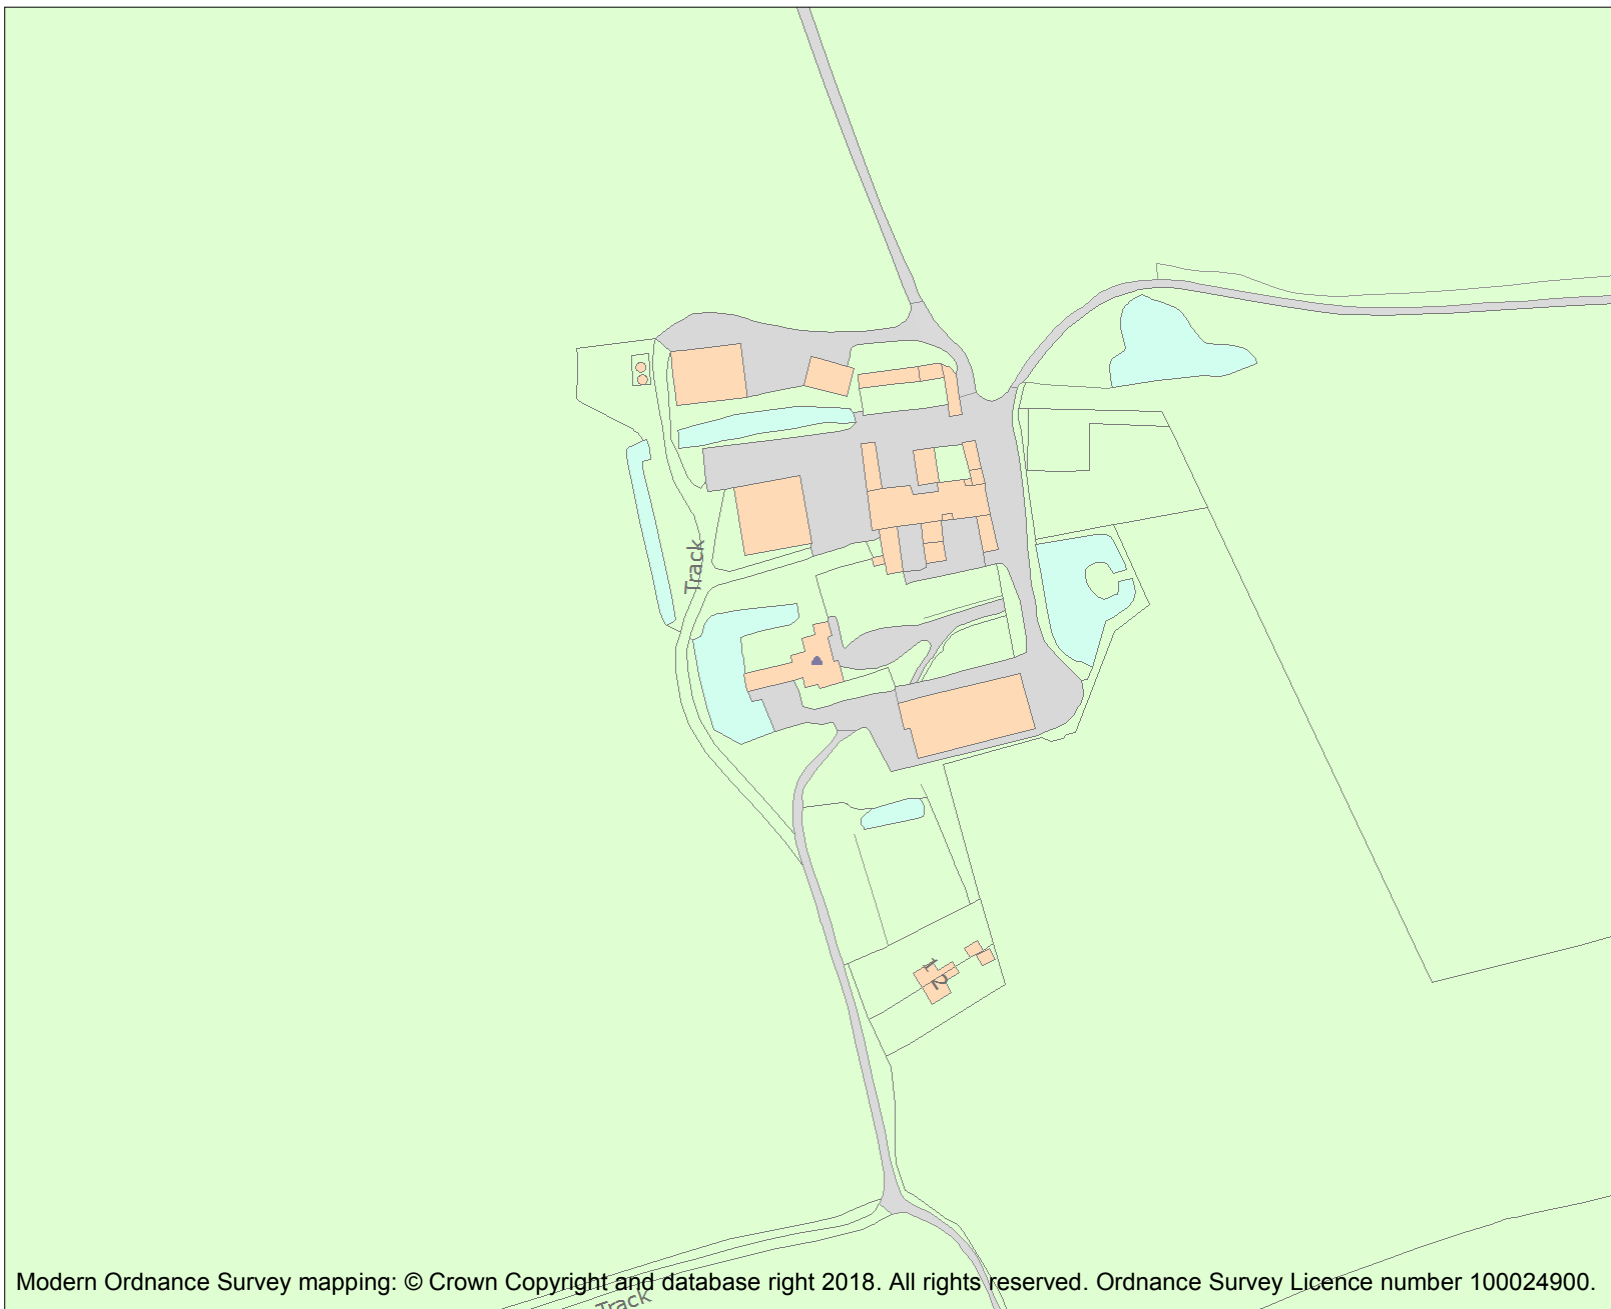 Track
1
2
Modern Ordnance Survey mapping: © Crown Copyright and database right 2018. All rights reserved. Ordnance Survey Licence number 100024900.
Track